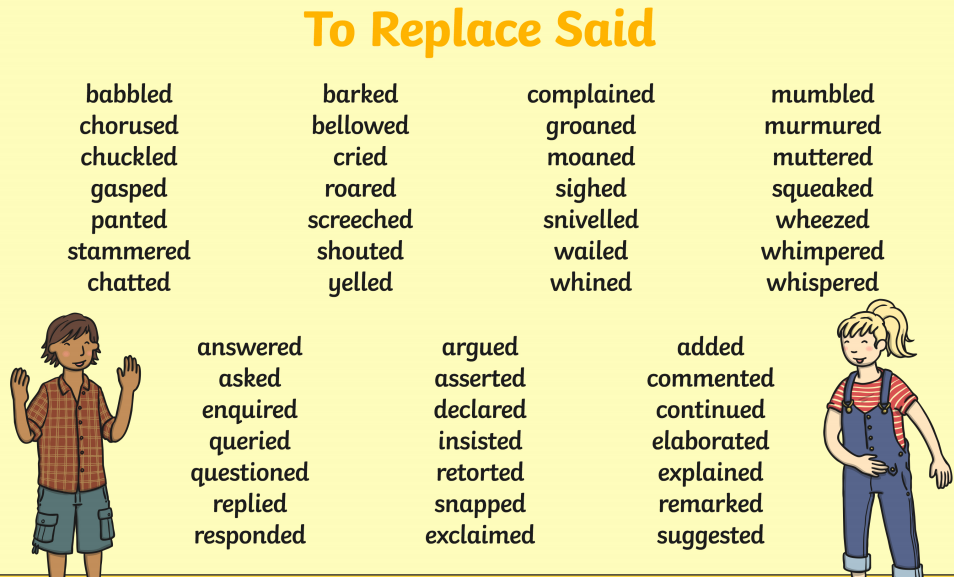 To Replace Said
babbled barked complained mumbled
chorused bellowed groaned murmured
chuckled cried moaned muttered
gasped roared sighed squeaked
panted screeched snivelled wheezed
stammered shouted wailed whimpered
chatted yelled whined whispered
answered argued added
asked asserted commented
enquired declared continued
queried insisted elaborated
questioned retorted explained
replied snapped remarked
responded exclaimed suggested